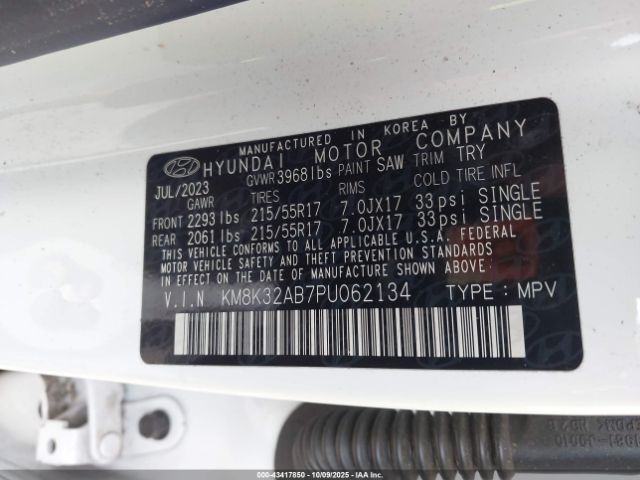 MANUFACTURED IN KOREA BY
HYUNDAI MOTOR COMPANY
JUL/2023 GVWR 3968lbs PAINT SAW TRIM TRY
GAWR TIRES RIMS COLD TIRE INFL
FRONT 2293lbs 215/55R17 7.0JX17 33psi SINGLE
REAR 2061lbs 215/55R17 7.0JX17 33psi SINGLE
THIS VEHICLE CONFORMS TO ALL APPLICABLE U.S.A. FEDERAL
MOTOR VEHICLE SAFETY AND THEFT PREVENTION STANDARDS
IN EFFECT ON THE DATE OF MANUFACTURE SHOWN ABOVE.
V.I.N KM8K32AB7PU062134 TYPE : MPV
000-43417850 | 10/09/2025 | IAAI.COM